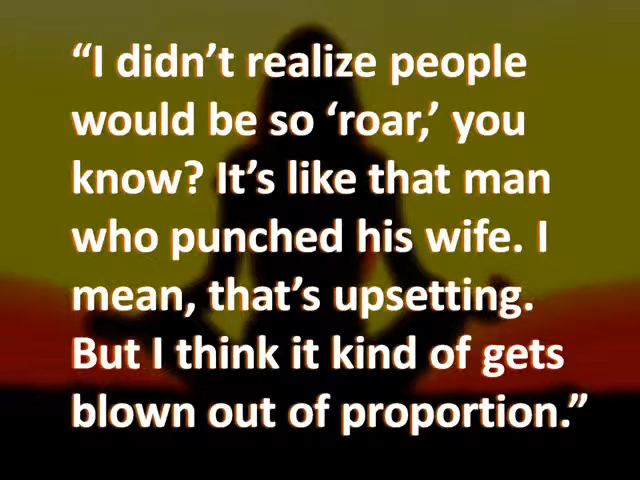 “I didn’t realize people
would be so ‘roar,’ you
know? It’s like that man
who punched his wife. I
mean, that’s upsetting.
But I think it kind of gets
blown out of proportion.”